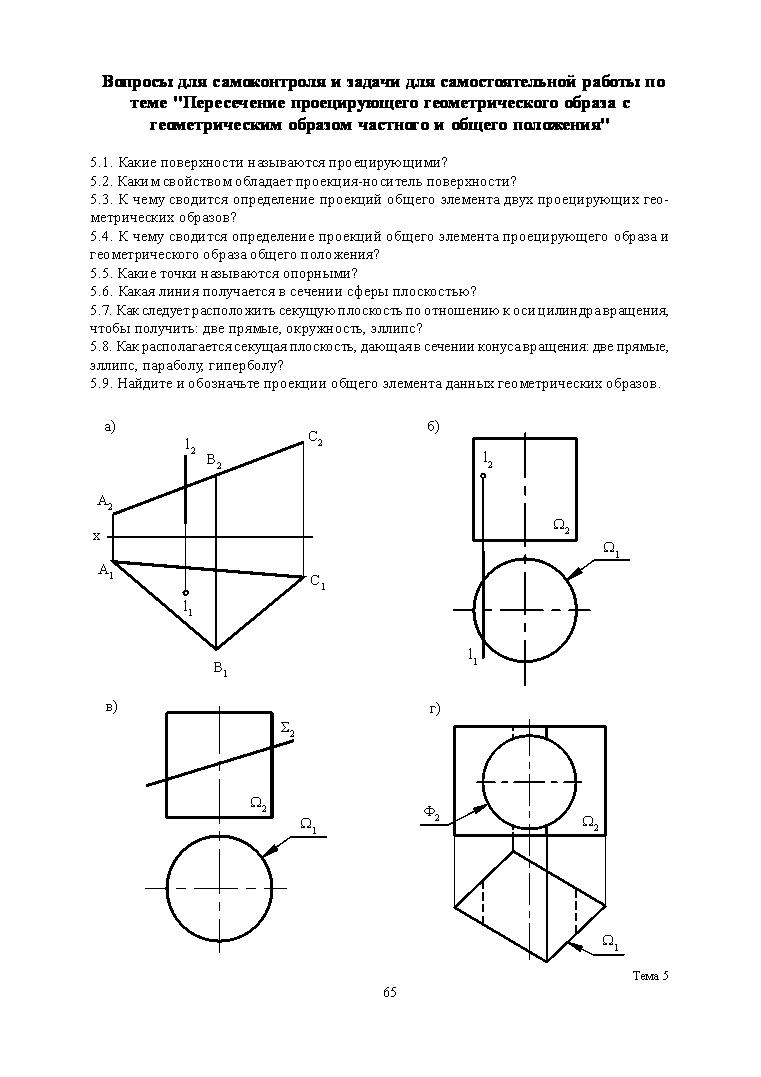 Вопросы для самоконтроля и задачи для самостоятельной работы по
теме "Пересечение проецирующего геометрического образа с
геометрическим образом частного и общего положения"
5.1. Какие поверхности называются проецирующими?
5.2. Каким свойством обладает проекция-носитель поверхности?
5.3. К чему сводится определение проекций общего элемента двух проецирующих гео-
метрических образов?
5.4. К чему сводится определение проекций общего элемента проецирующего образа и
геометрического образа общего положения?
5.5. Какие точки называются опорными?
5.6. Какая линия получается в сечении сферы плоскостью?
5.7. Как следует расположить секущую плоскость по отношению к оси цилиндра вращения,
чтобы получить: две прямые, окружность, эллипс?
5.8. Как располагается секущая плоскость, дающая в сечении конуса вращения: две прямые,
эллипс, параболу, гиперболу?
5.9. Найдите и обозначьте проекции общего элемента данных геометрических образов.
а)
l2
B2
C2
A2
x
A1
C1
l1
B1
б)
l2
Ω2
Ω1
l1
в)
Σ2
Ω2
Ω1
г)
Φ2
Ω2
Ω1
Тема 5
65